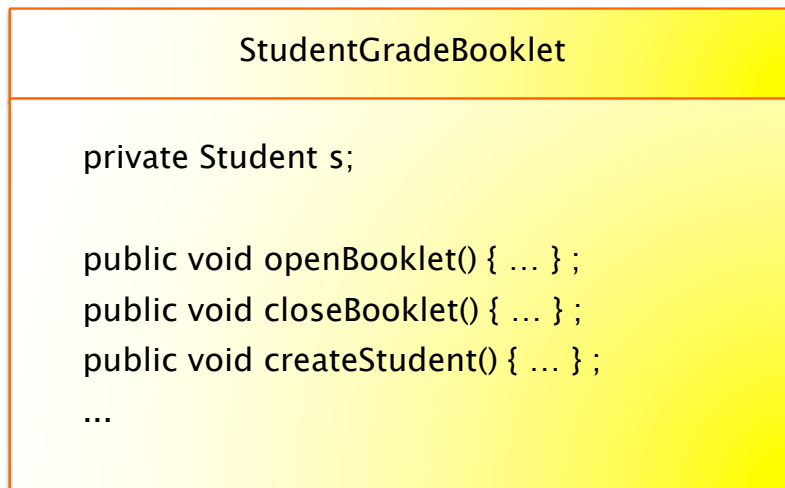 StudentGradeBooklet
private Student s;
public void openBooklet() { … } ;
public void closeBooklet() { … } ;
public void createStudent() { … } ;
...